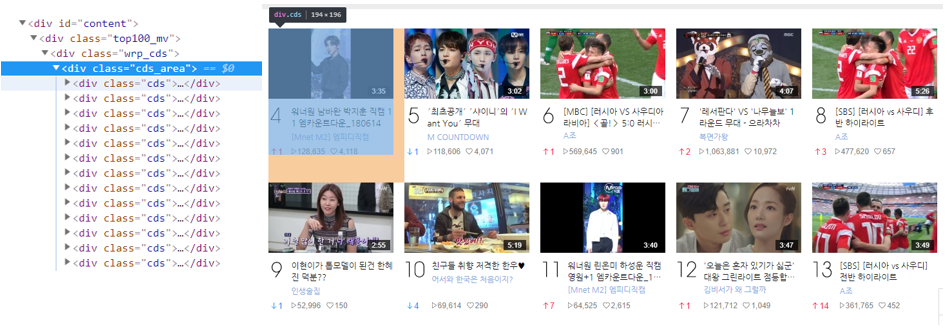 div.cds | 194 × 196
<div id="content">
<div class="top100_mv">
<div class="wrp_cds">
<div class="cds_area"> == $0
<div class="cds">…</div>
<div class="cds">…</div>
<div class="cds">…</div>
<div class="cds">…</div>
<div class="cds">…</div>
<div class="cds">…</div>
<div class="cds">…</div>
<div class="cds">…</div>
<div class="cds">…</div>
<div class="cds">…</div>
<div class="cds">…</div>
<div class="cds">…</div>
<div class="cds">…</div>
3:35
4 워너원 남바완 박지훈 직캠 1
1 엠카운트다운_180614
[Mnet M2] 엠피디직캠
↑ 1 ▷128,635 ♡4,118
3:02
5 '최초공개' '샤이니'의 'I W
ant You' 무대
M COUNTDOWN
↓ 1 ▷118,606 ♡4,071
3:00
6 [MBC] [러시아 VS 사우디아
라비아] <골!> 5:0 러시…
A조
↑ 1 ▷569,645 ♡901
MBC
4:07
7 '레서판다' VS '나무늘보' 1
라운드 무대 - 으라차차
복면가왕
↑ 2 ▷1,063,881 ♡10,972
5:26
8 [SBS] [러시아 vs 사우디] 후
반 하이라이트
A조
↑ 3 ▷477,620 ♡657
tvN
2:55
9 이현이가 톱모델이 된건 한혜
진 덕분??
인생술집
↓ 1 ▷52,996 ♡150
5:19
10 친구들 취향 저격한 한우♥
어서와 한국은 처음이지?
↓ 4 ▷69,614 ♡290
3:40
11 워너원 린온미 하성운 직캠
영원+1 엠카운트다운_1…
[Mnet M2] 엠피디직캠
↑ 7 ▷64,525 ♡2,615
tvN
3:47
12 '오늘은 혼자 있기가 싫군'
대왕 그린라이트 점등한…
김비서가 왜 그럴까
↓ 1 ▷121,712 ♡1,049
3:49
13 [SBS] [러시아 vs 사우디]
전반 하이라이트
A조
↑ 14 ▷361,765 ♡452